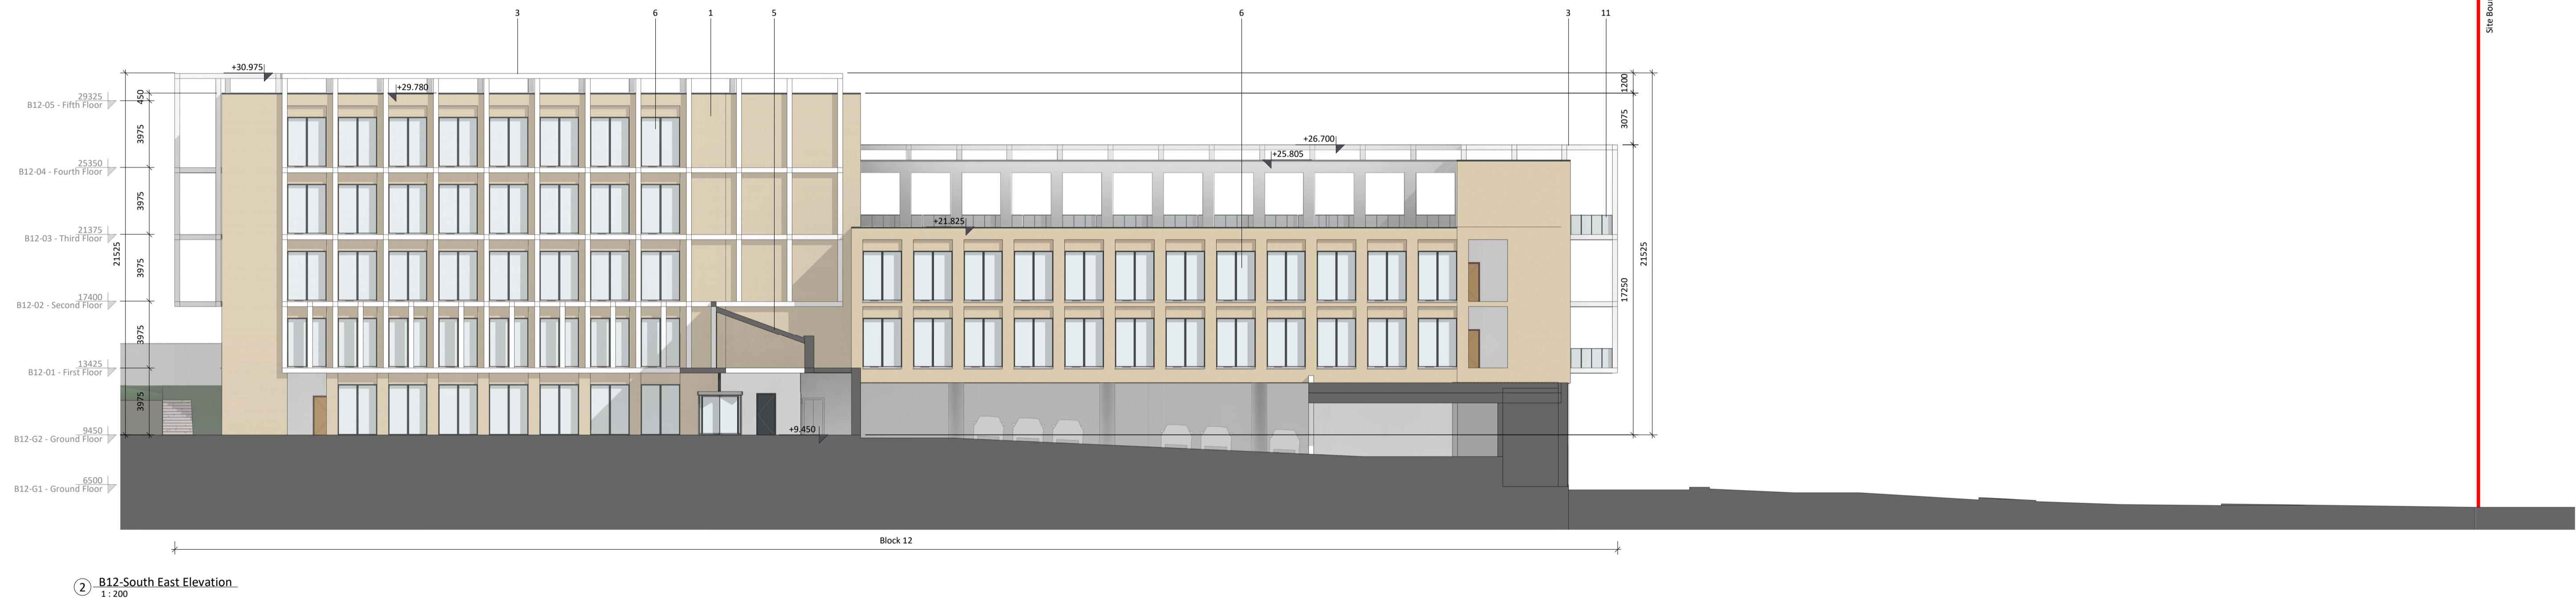 3
6
1
5
6
3
11
Site Bou
+30.975
+29.780
29325
B12-05 - Fifth Floor
450
1200
3975
3075
+26.700
+25.805
25350
B12-04 - Fourth Floor
3975
+21.825
21375
B12-03 - Third Floor
21525
3975
21525
17250
17400
B12-02 - Second Floor
3975
13425
B12-01 - First Floor
3975
9450
B12-G2 - Ground Floor
+9.450
6500
B12-G1 - Ground Floor
Block 12
2
B12-South East Elevation
1 : 200